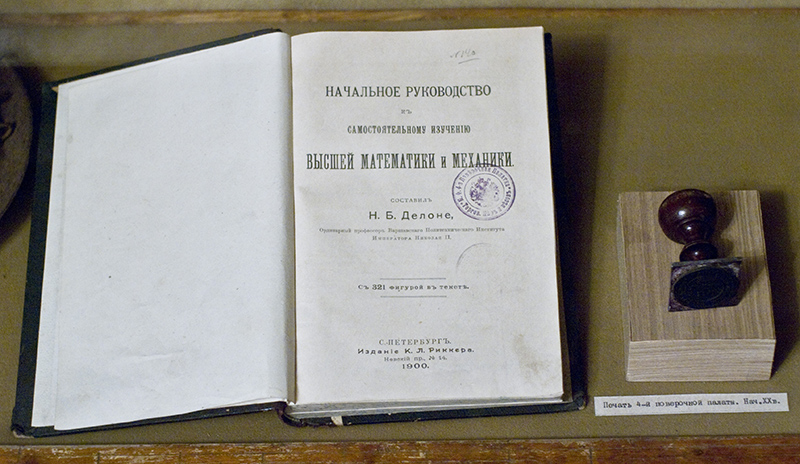 НАЧАЛЬНОЕ РУКОВОДСТВО
КЪ
САМОСТОЯТЕЛЬНОМУ ИЗУЧЕНІЮ
ВЫСШЕЙ МАТЕМАТИКИ и МЕХАНИКИ.
СОСТАВИЛЪ
Н. Б. Делоне,
Ординарный профессоръ Варшавскаго Политехническаго Института
Императора Николая II.
Съ 321 фигурой въ текстѣ.
С.-ПЕТЕРБУРГЪ.
Изданіе К. Л. Риккера.
Невскій пр., № 14.
1900.
Печать 4-й поверочной палаты. Нач.XXв.